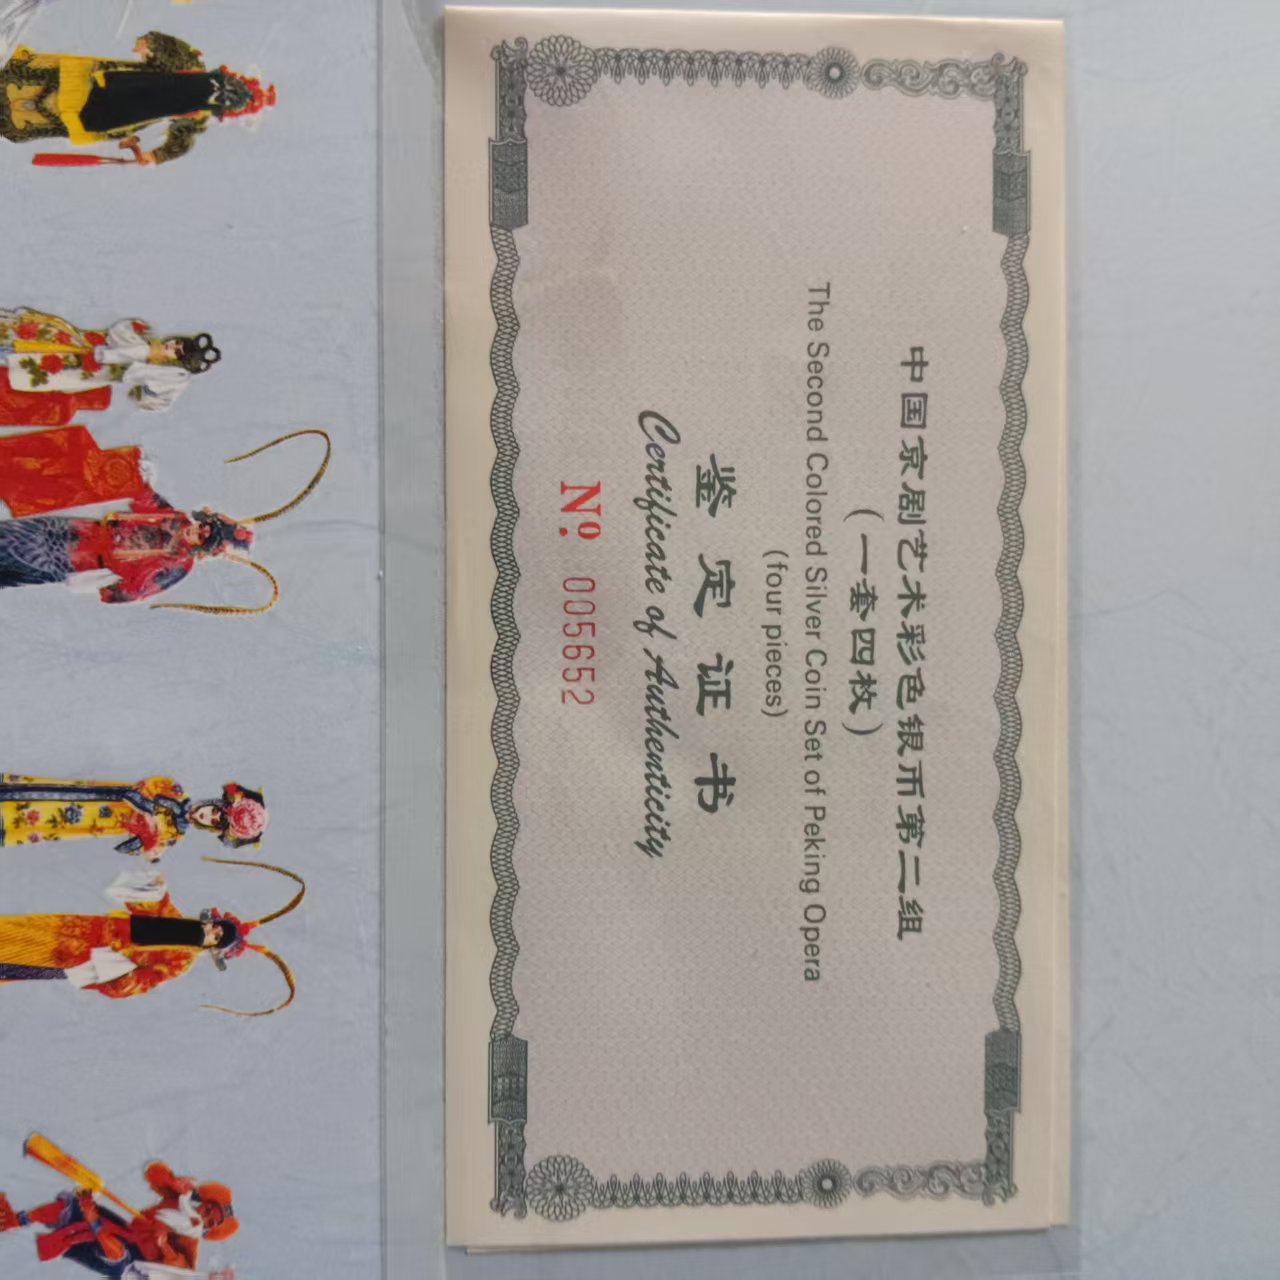 中国京剧艺术彩色银币第二组
（一套四枚）
The Second Colored Silver Coin Set of Peking Opera
(four pieces)
鉴定证书
Certificate of Authenticity
Nº. 005652